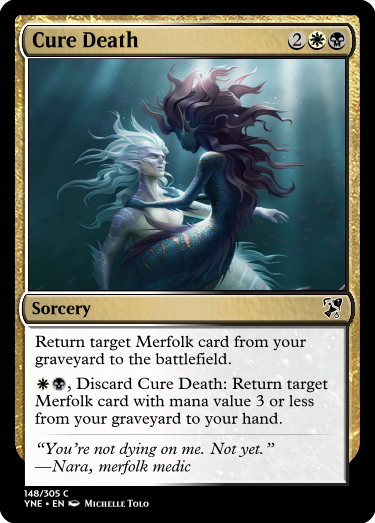 Cure Death 2
Sorcery
Return target Merfolk card from your
graveyard to the battlefield.
, Discard Cure Death: Return target
Merfolk card with mana value 3 or less
from your graveyard to your hand.
“You’re not dying on me. Not yet.”
—Nara, merfolk medic
148/305 C
YNE • EN Michelle Tolo